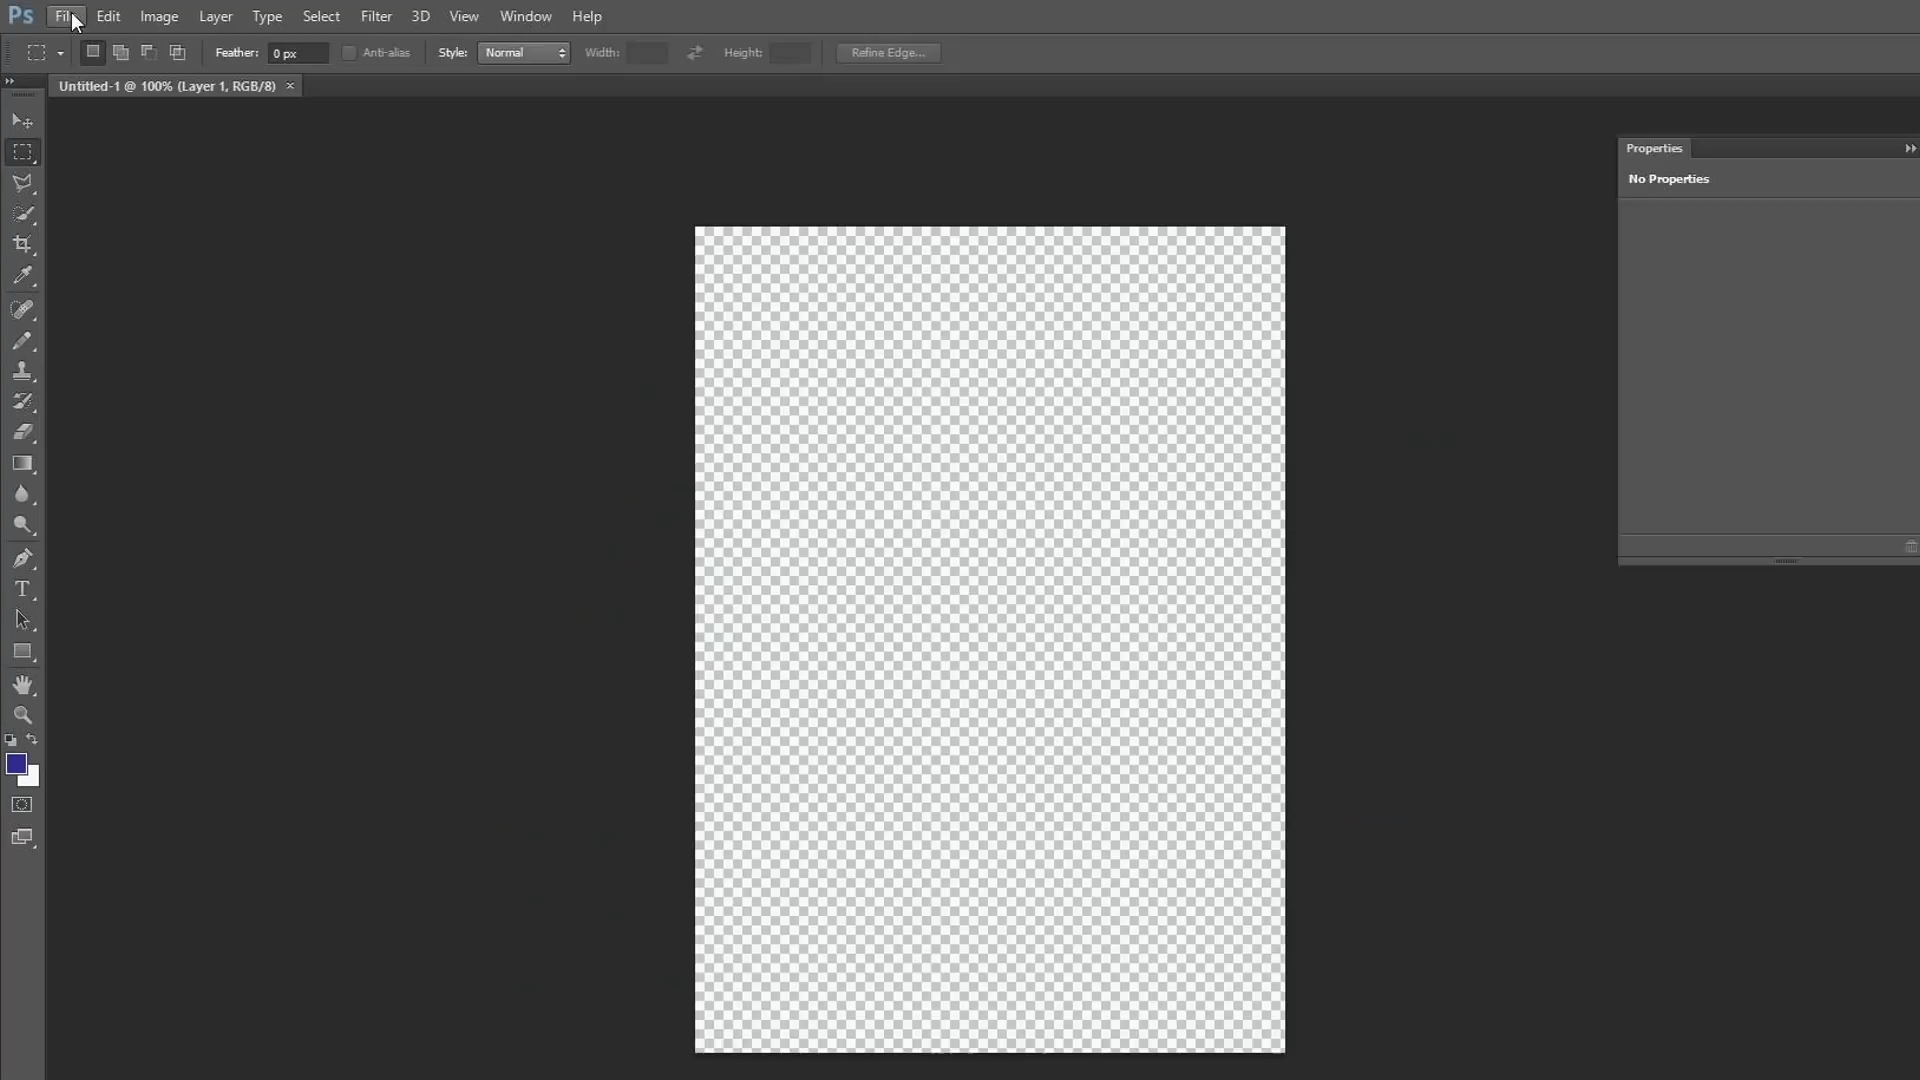 Ps File Edit Image Layer Type Select Filter 3D View Window Help
Feather: 0 px Anti-alias Style: Normal Width: Height: Refine Edge...
Untitled-1 @ 100% (Layer 1, RGB/8) ×
Properties
No Properties
T